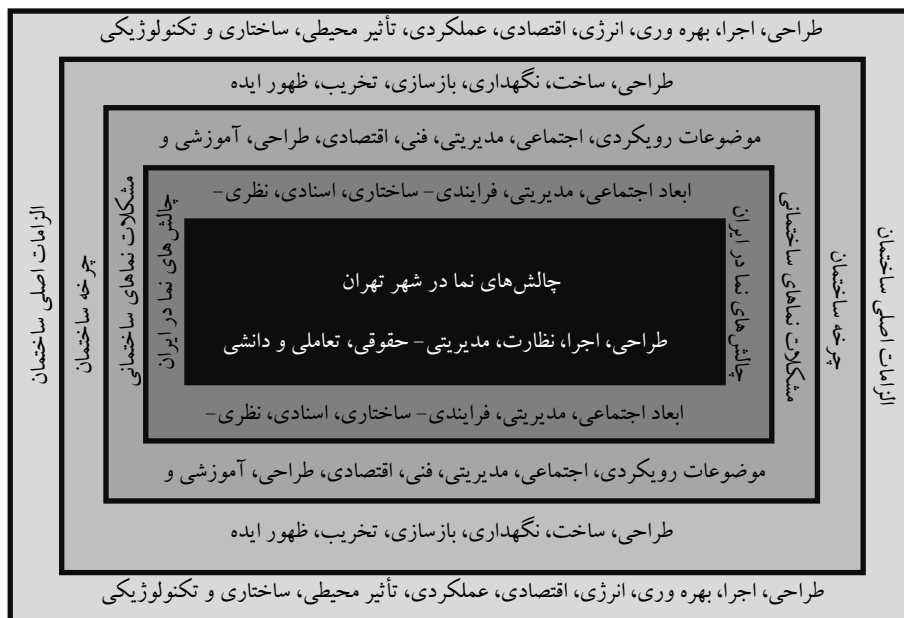 طراحی، اجرا، بهره وری، انرژی، اقتصادی، عملکردی، تأثیر محیطی، ساختاری و تکنولوژیکی
طراحی، ساخت، نگهداری، بازسازی، تخریب، ظهور ایده
موضوعات رویکردی، اجتماعی، مدیریتی، فنی، اقتصادی، طراحی، آموزشی و
ابعاد اجتماعی، مدیریتی، فرایندی- ساختاری، اسنادی، نظری-
الزامات اصلی ساختمان
چرخه ساختمان
مشکلات نماهای ساختمانی
چالش‌های نما در ایران
چالش‌های نما در شهر تهران
طراحی، اجرا، نظارت، مدیریتی- حقوقی، تعاملی و دانشی
چالش‌های نما در ایران
مشکلات نماهای ساختمانی
چرخه ساختمان
الزامات اصلی ساختمان
ابعاد اجتماعی، مدیریتی، فرایندی- ساختاری، اسنادی، نظری-
موضوعات رویکردی، اجتماعی، مدیریتی، فنی، اقتصادی، طراحی، آموزشی و
طراحی، ساخت، نگهداری، بازسازی، تخریب، ظهور ایده
طراحی، اجرا، بهره وری، انرژی، اقتصادی، عملکردی، تأثیر محیطی، ساختاری و تکنولوژیکی